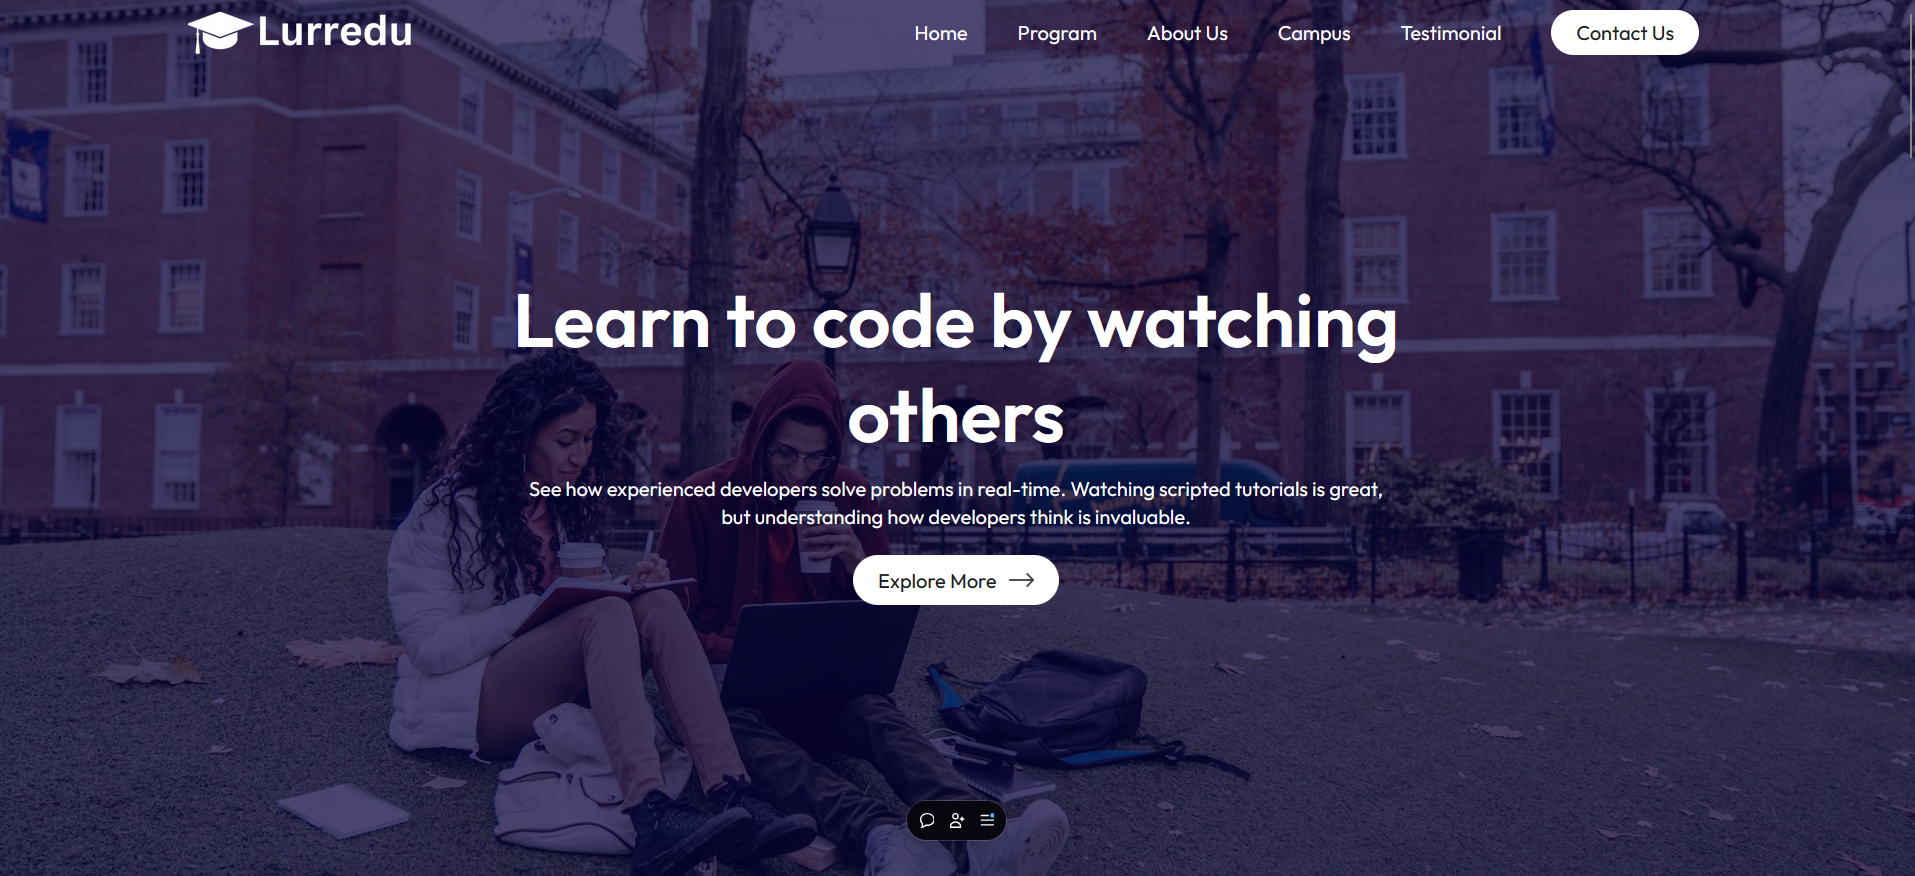 Lurredu
Home
Program
About Us
Campus
Testimonial
Contact Us
Learn to code by watching
others
See how experienced developers solve problems in real-time. Watching scripted tutorials is great,
but understanding how developers think is invaluable.
Explore More